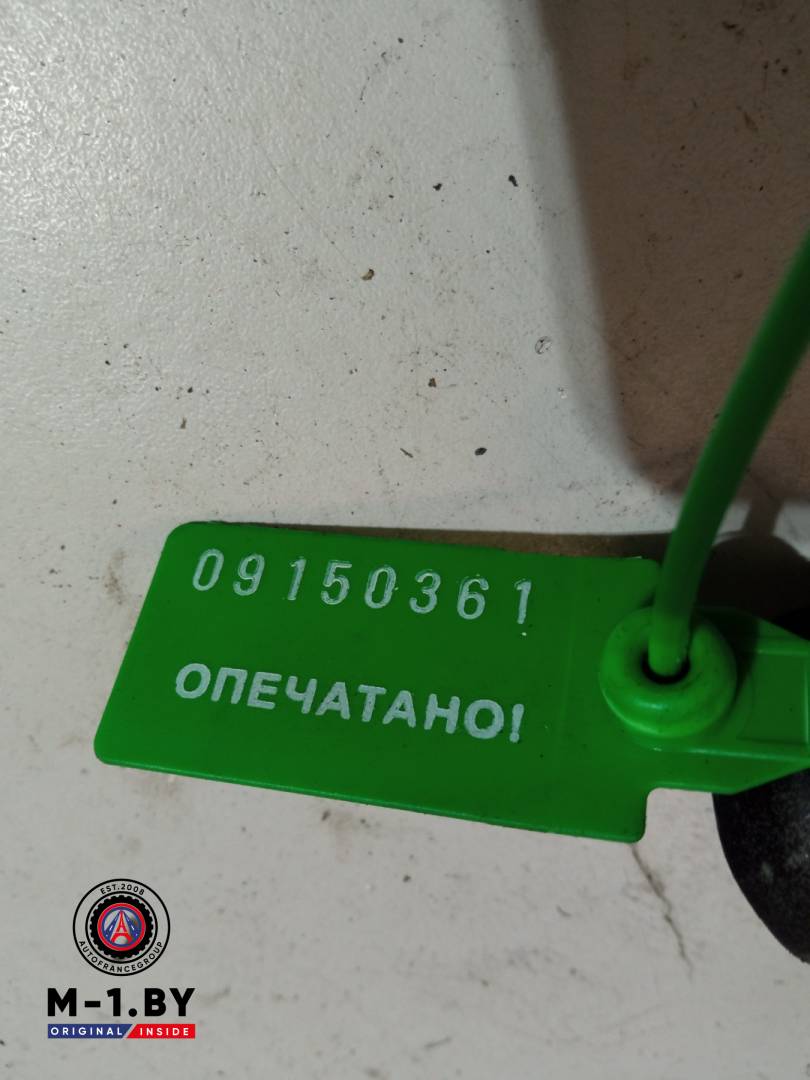 09150361
ОПЕЧАТАНО!
EST.2008
AUTOFRANCEGROUP
M-1.BY
ORIGINAL INSIDE